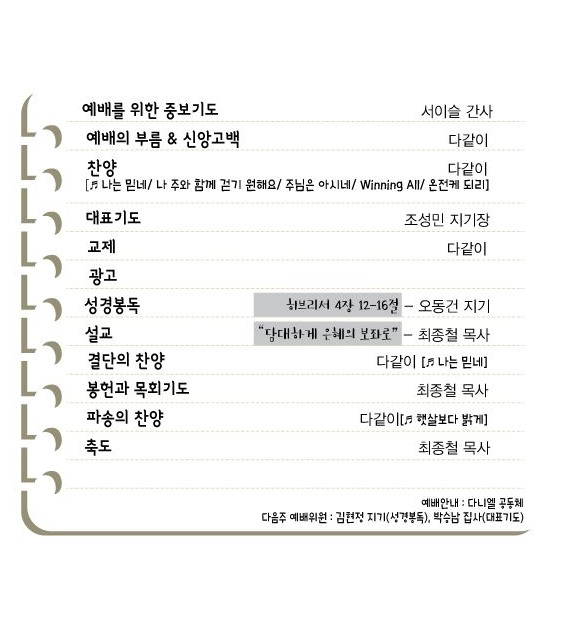 예배를 위한 중보기도 서이슬 간사
예배의 부름 & 신앙고백 다같이
찬양 다같이
[♬나는 믿네/ 나 주와 함께 걷기 원해요/ 주님은 아시네/ Winning All/ 온전케 되리]
대표기도 조성민 지기장
교제 다같이
광고
성경봉독 히브리서 4장 12-16절 - 오동건 지기
설교 "담대하게 은혜의 보좌로" - 최종철 목사
결단의 찬양 다같이 [♬나는 믿네]
봉헌과 목회기도 최종철 목사
파송의 찬양 다같이[♬햇살보다 밝게]
축도 최종철 목사
예배안내 : 다니엘 공동체
다음주 예배위원 : 김현정 지기(성경봉독), 박승남 집사(대표기도)